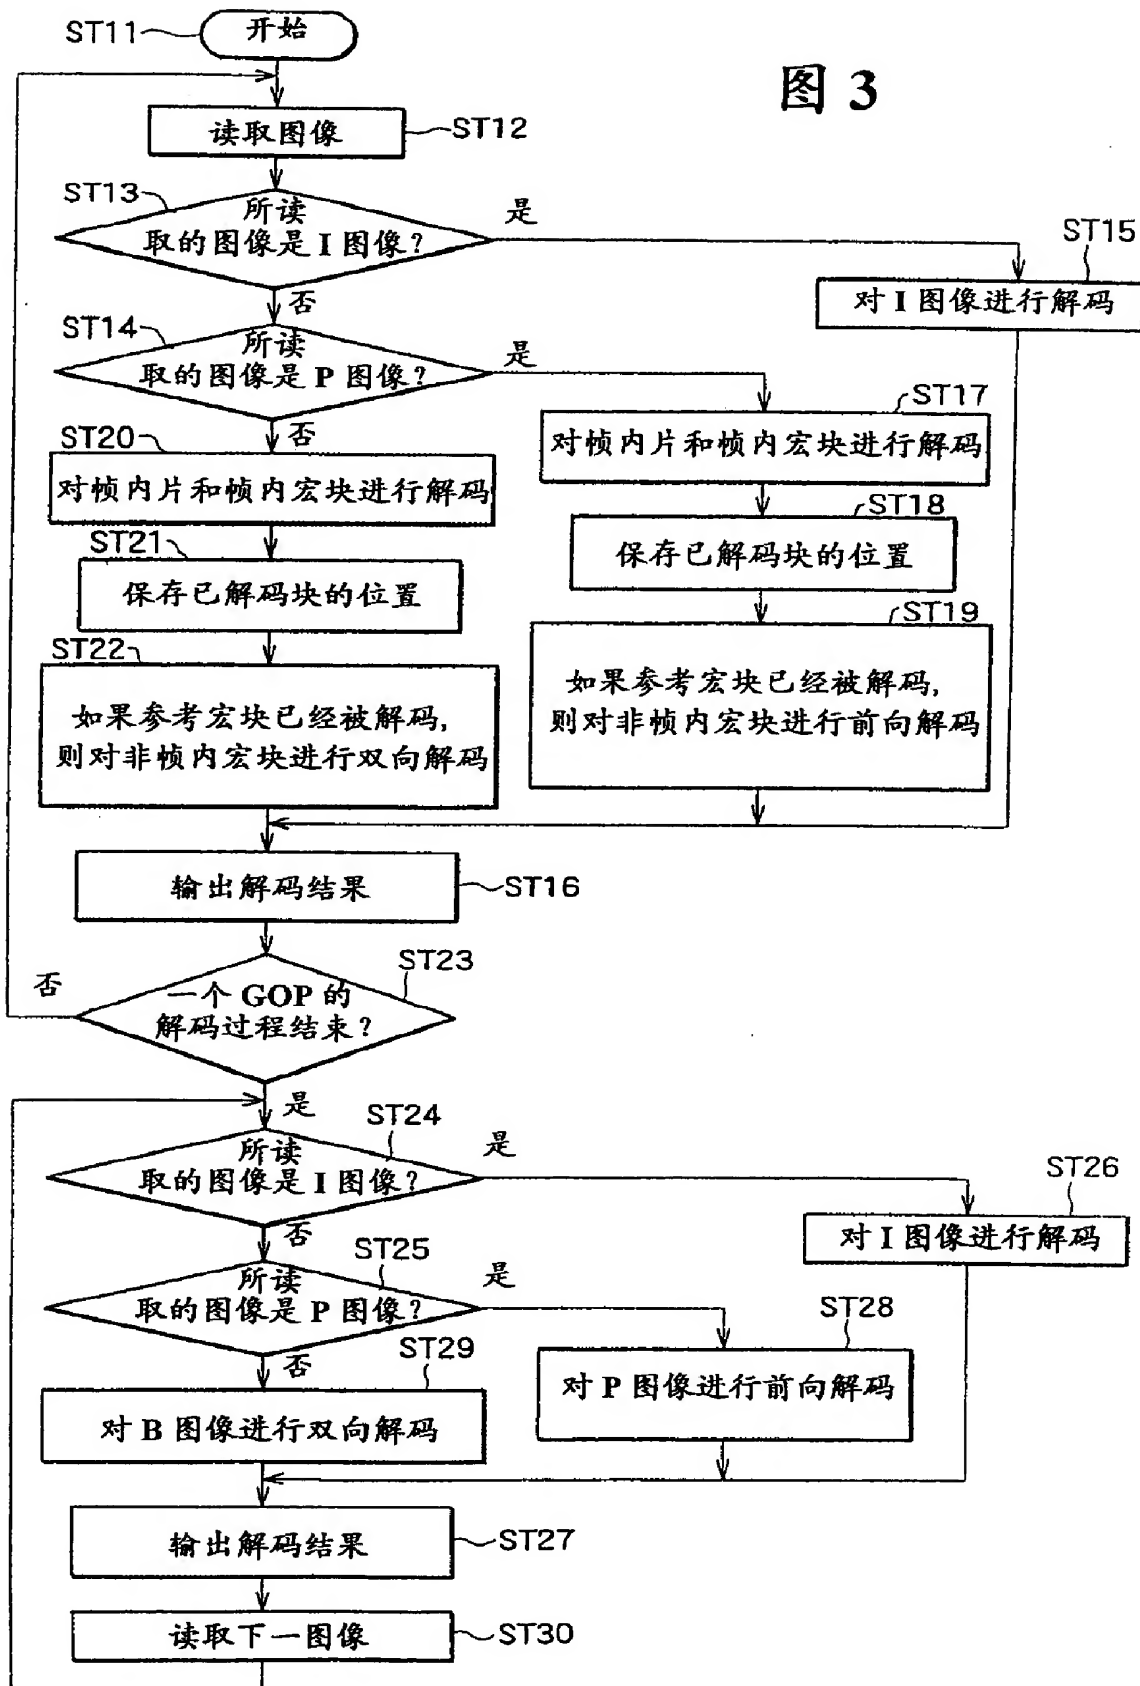 ST11
开始
图 3
读取图像
ST12
ST13
所读
取的图像是 I 图像？
是
ST15
对 I 图像进行解码
否
ST14
所读
取的图像是 P 图像？
是
ST17
对帧内片和帧内宏块进行解码
否
ST20
对帧内片和帧内宏块进行解码
ST18
保存已解码块的位置
ST21
保存已解码块的位置
ST19
如果参考宏块已经被解码，
则对非帧内宏块进行前向解码
ST22
如果参考宏块已经被解码，
则对非帧内宏块进行双向解码
输出解码结果
ST16
ST23
否
一个 GOP 的
解码过程结束？
是
ST24
所读
取的图像是 I 图像？
是
ST26
对 I 图像进行解码
否
ST25
所读
取的图像是 P 图像？
是
ST28
对 P 图像进行前向解码
否
ST29
对 B 图像进行双向解码
输出解码结果
ST27
读取下一图像
ST30